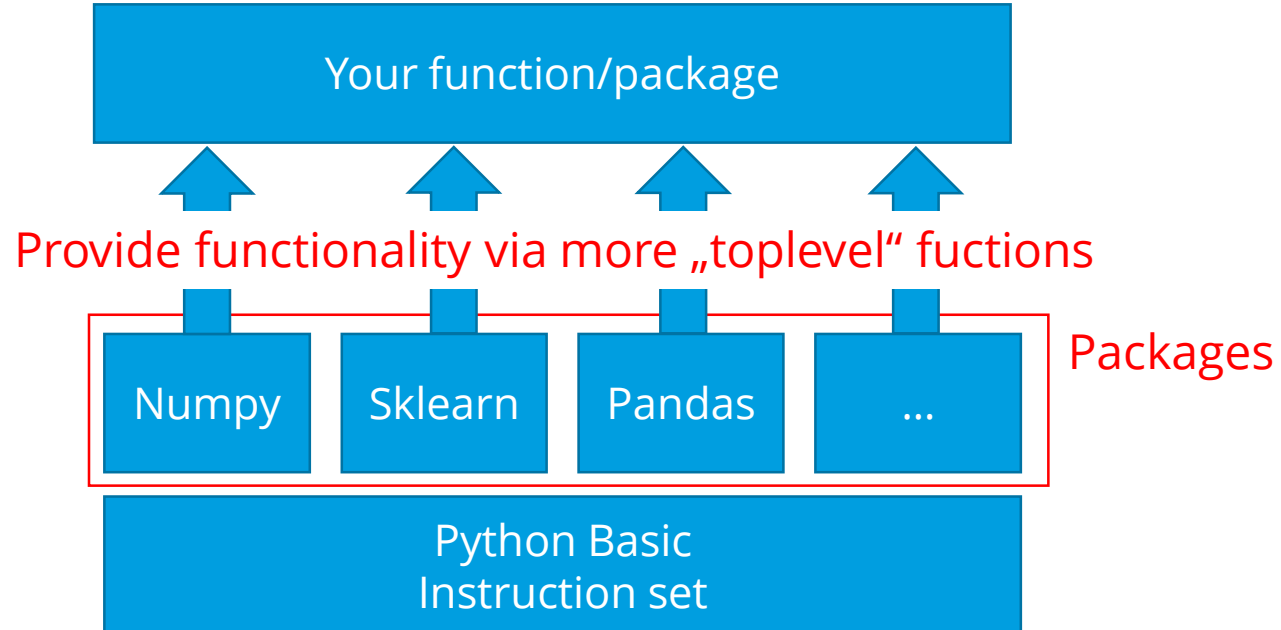 Your function/package
Provide functionality via more „toplevel“ fuctions
Packages
Numpy
Sklearn
Pandas
...
Python Basic
Instruction set